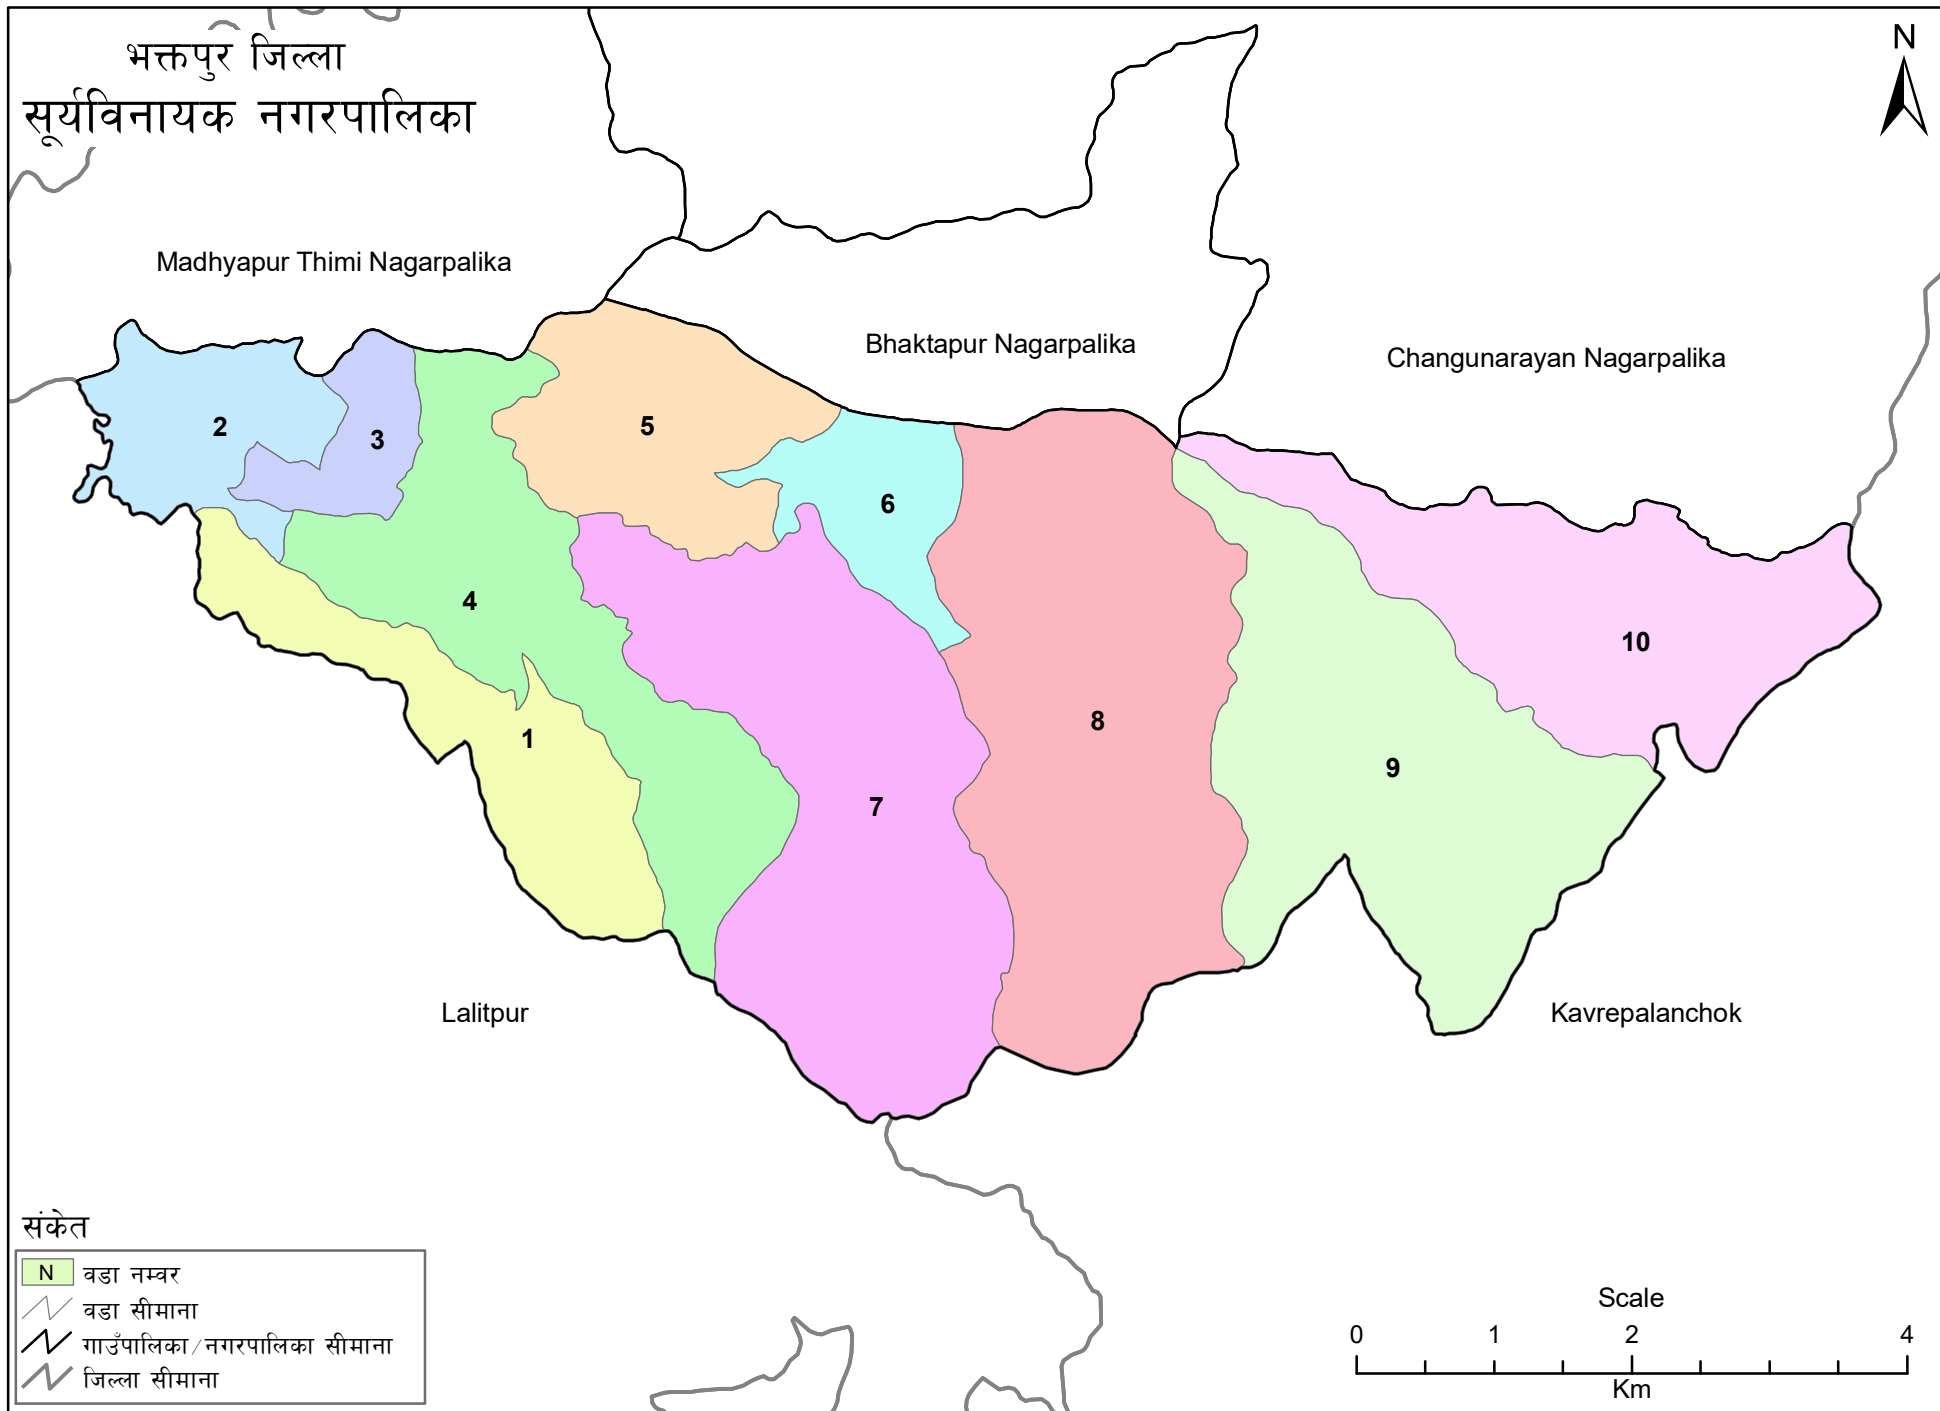 भक्तपुर जिल्ला
सूर्यविनायक नगरपालिका
N
Madhyapur Thimi Nagarpalika
Bhaktapur Nagarpalika
Changunarayan Nagarpalika
2
3
5
6
4
10
1
8
9
7
Lalitpur
Kavrepalanchok
संकेत
N वडा नम्वर
वडा सीमाना
गाउँपालिका/नगरपालिका सीमाना
जिल्ला सीमाना
Scale
0 1 2 4
Km